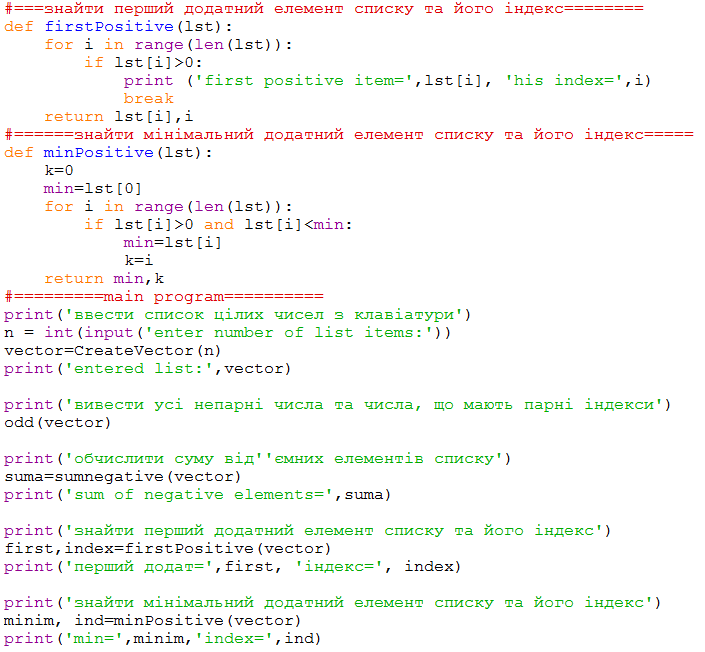 #===знайти перший додатний елемент списку та його індекс========
def firstPositive(lst):
    for i in range(len(lst)):
        if lst[i]>0:
            print ('first positive item=',lst[i], 'his index=',i)
            break
    return lst[i],i
#======знайти мінімальний додатний елемент списку та його індекс=====
def minPositive(lst):
    k=0
    min=lst[0]
    for i in range(len(lst)):
        if lst[i]>0 and lst[i]<min:
            min=lst[i]
            k=i
    return min,k
#=========main program==========
print('ввести список цілих чисел з клавіатури')
n = int(input('enter number of list items:'))
vector=CreateVector(n)
print('entered list:',vector)

print('вивести усі непарні числа та числа, що мають парні індекси')
odd(vector)

print('обчислити суму від''ємних елементів списку')
suma=sumnegative(vector)
print('sum of negative elements=',suma)

print('знайти перший додатний елемент списку та його індекс')
first,index=firstPositive(vector)
print('перший додат=',first, 'індекс=', index)

print('знайти мінімальний додатний елемент списку та його індекс')
minim, ind=minPositive(vector)
print('min=',minim,'index=',ind)